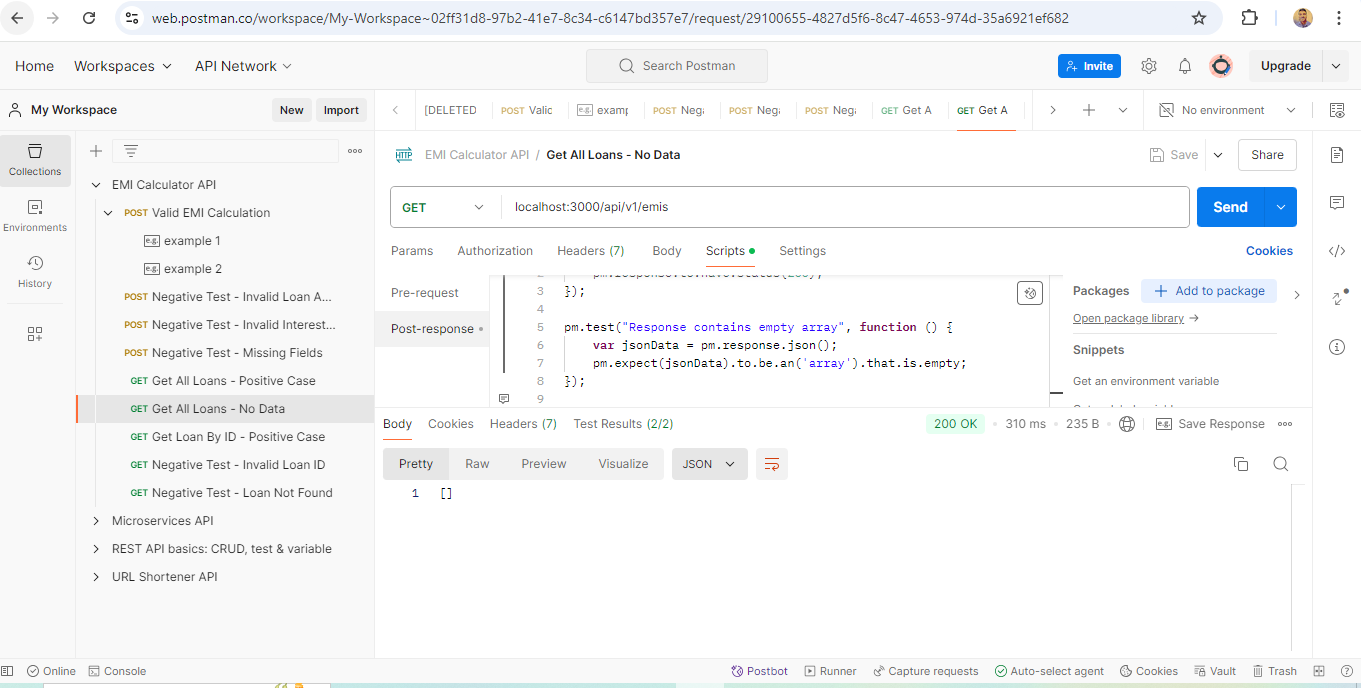 web.postman.co/workspace/My-Workspace~02ff31d8-97b2-41e7-8c34-c6147bd357e7/request/29100655-4827d5f6-8c47-4653-974d-35a6921ef682
Home Workspaces API Network Search Postman Invite Upgrade
My Workspace New Import
[DELETED POST Valic e.g. examp POST Nega POST Nega POST Nega GET Get A GET Get A No environment
Collections
Environments
History
EMI Calculator API
POST Valid EMI Calculation
e.g. example 1
e.g. example 2
POST Negative Test - Invalid Loan A...
POST Negative Test - Invalid Interest...
POST Negative Test - Missing Fields
GET Get All Loans - Positive Case
GET Get All Loans - No Data
GET Get Loan By ID - Positive Case
GET Negative Test - Invalid Loan ID
GET Negative Test - Loan Not Found
Microservices API
REST API basics: CRUD, test & variable
URL Shortener API
HTTP EMI Calculator API / Get All Loans - No Data Save Share
GET localhost:3000/api/v1/emis Send
Params Authorization Headers (7) Body Scripts Settings Cookies
Pre-request
Post-response
3 });
4
5 pm.test("Response contains empty array", function () {
6 var jsonData = pm.response.json();
7 pm.expect(jsonData).to.be.an('array').that.is.empty;
8 });
9
Packages + Add to package
Open package library →
Snippets
Get an environment variable
Body Cookies Headers (7) Test Results (2/2) 200 OK 310 ms 235 B e.g. Save Response
Pretty Raw Preview Visualize JSON
1 []
Online Console Postbot Runner Capture requests Auto-select agent Cookies Vault Trash